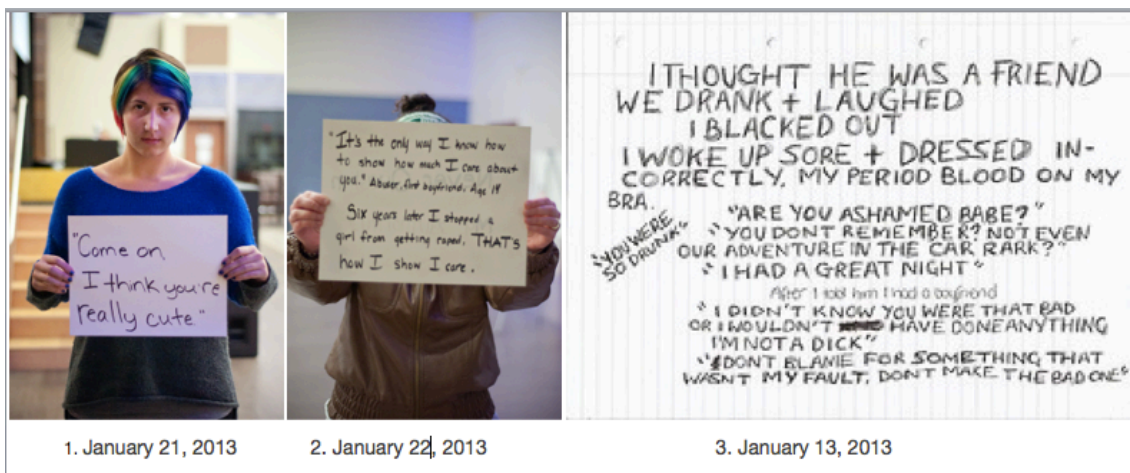 "Come on
I think you're
really cute"
"It's the only way I know how
to show how much I care about
you." Abuser, first boyfriend, Age 19
Six years later I stopped a
girl from getting raped. THAT'S
how I show I care.
I THOUGHT HE WAS A FRIEND
WE DRANK + LAUGHED
I BLACKED OUT
I WOKE UP SORE + DRESSED IN-
CORRECTLY. MY PERIOD BLOOD ON MY
BRA.
"YOU WERE
SO DRUNK"
"ARE YOU ASHAMED BABE?"
"YOU DONT REMEMBER? NOT EVEN
OUR ADVENTURE IN THE CAR RARK?"
"I HAD A GREAT NIGHT"
After I told him I had a boyfriend
"I DIDN'T KNOW YOU WERE THAT BAD
OR I WOULDN'T HAVE DONE ANYTHING
I'M NOT A DICK"
"DONT BLAME FOR SOMETHING THAT
WASNT MY FAULT, DONT MAKE THE BAD ONE"
1. January 21, 2013
2. January 22, 2013
3. January 13, 2013